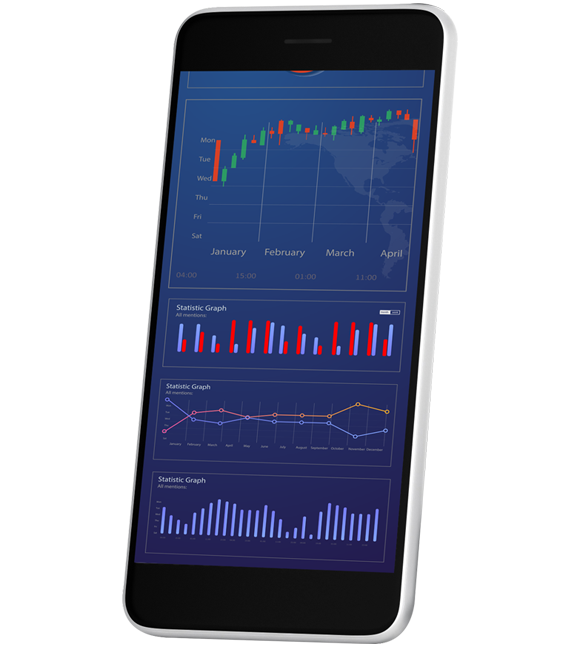 Mon
Tue
Wed
Thu
Fri
Sat
January February March April
04:00 15:00 01:00 11:00
Statistic Graph
All mentions:
Statistic Graph
All mentions:
January February March April May June July August September October November December
Statistic Graph
All mentions: